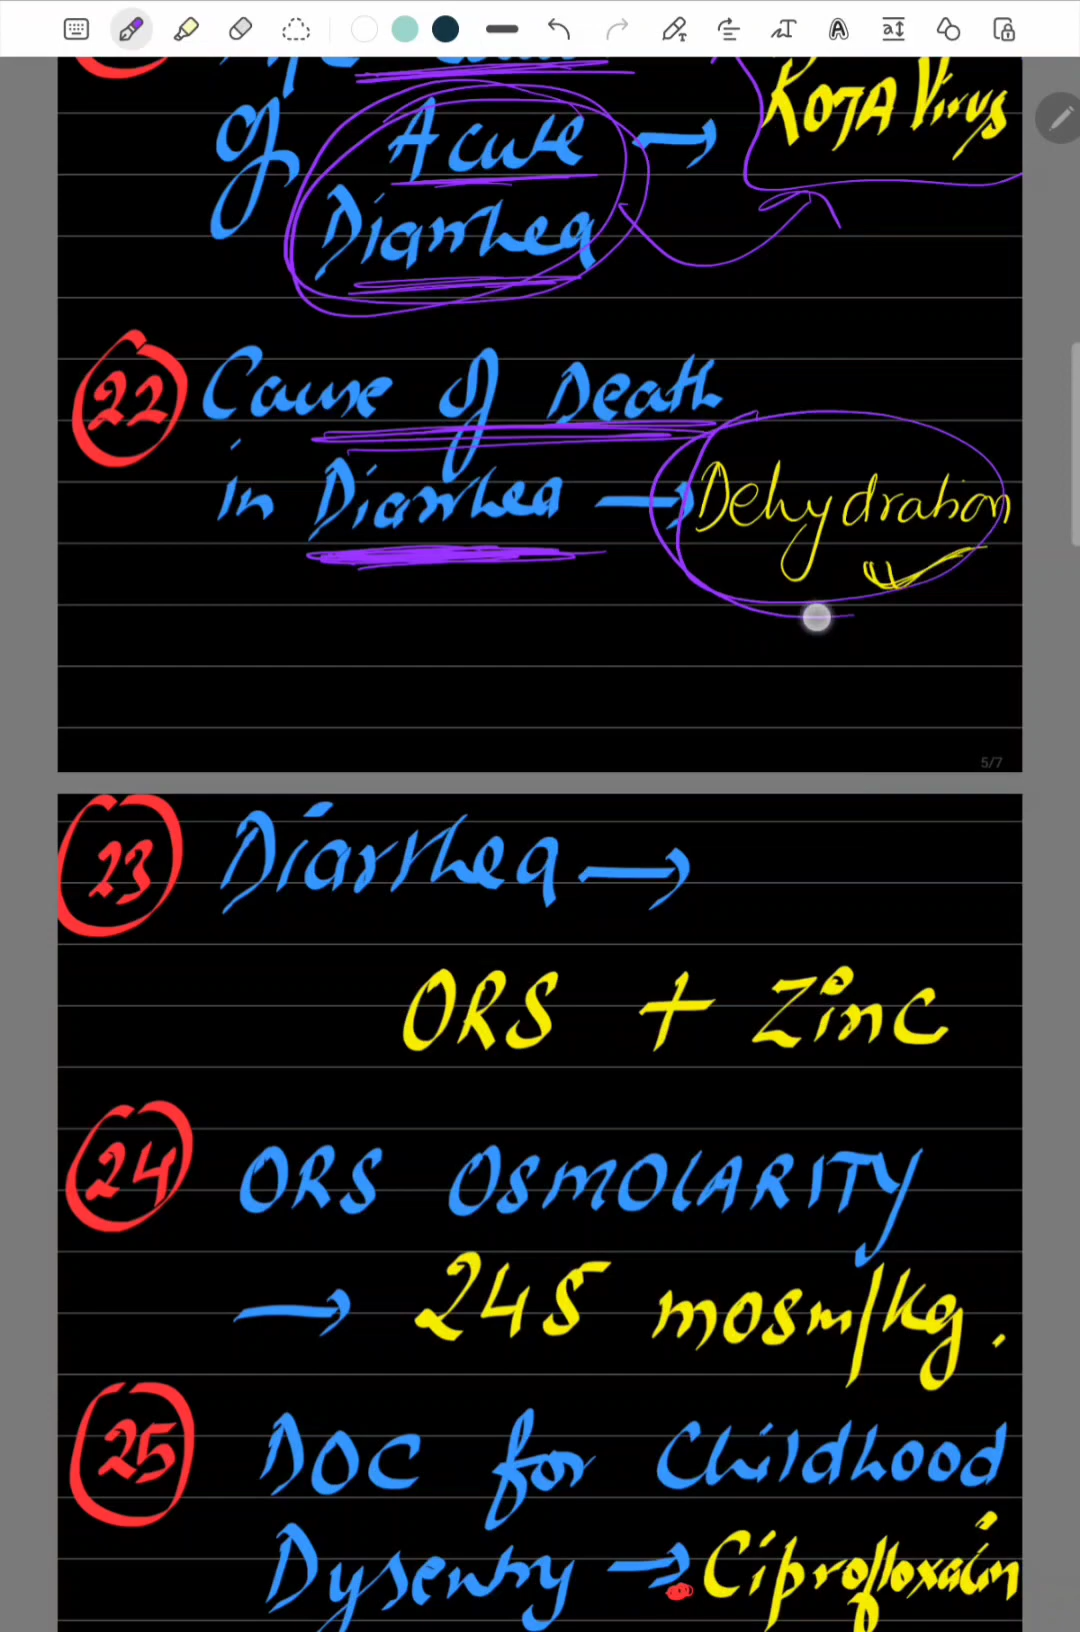 of Acute → Rota Virus
Diarrhea
22 Cause of Death
in Diarrhea → Dehydration
5/7
23 Diarrhea →
ORS + Zinc
24 ORS OSMOLARITY
→ 245 mosm/kg.
25 DOC for Childhood
Dysentry → Ciprofloxacin